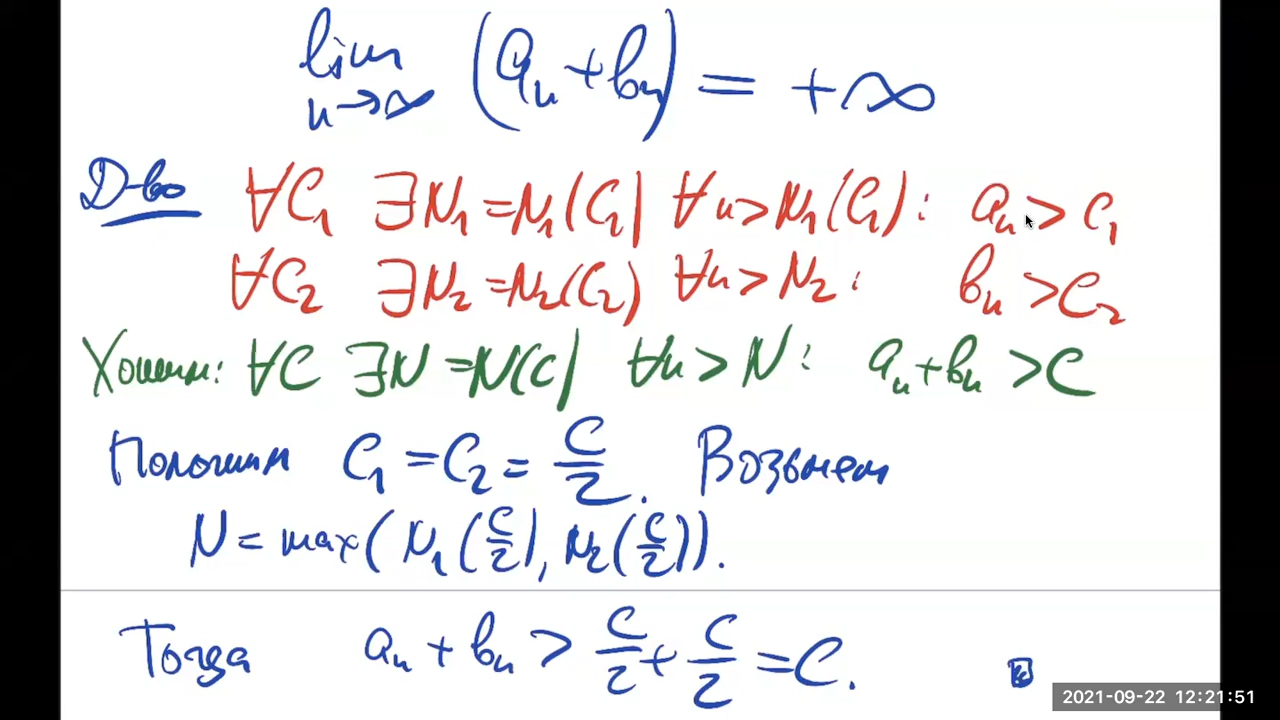 lim (aₙ + bₙ) = +∞
n→∞
Д-во ∀C₁ ∃N₁ = N₁(C₁) ∀n > N₁(C₁): aₙ > C₁
∀C₂ ∃N₂ = N₂(C₂) ∀n > N₂: bₙ > C₂
Хотим: ∀C ∃N = N(C) ∀n > N: aₙ + bₙ > C
Положим C₁ = C₂ = C/2. Возьмем
N = max(N₁(C/2), N₂(C/2)).
Тогда aₙ + bₙ > C/2 + C/2 = C.
2021-09-22 12:21:51